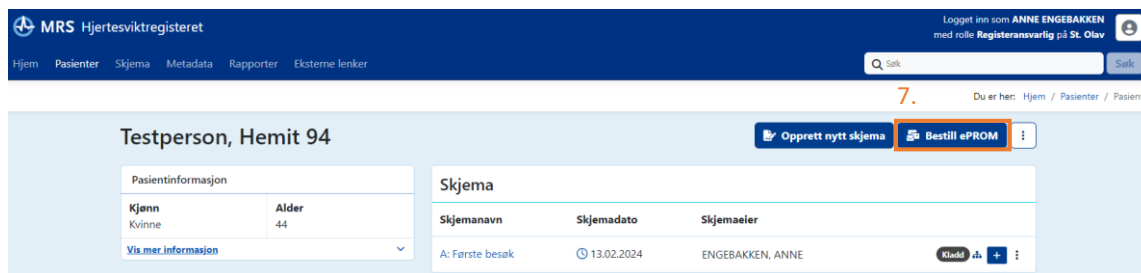 MRS Hjertesviktregisteret
Logget inn som ANNE ENGEBAKKEN
med rolle Registeransvarlig på St. Olav
Hjem Pasienter Skjema Metadata Rapporter Eksterne lenker
Søk Søk
7.
Du er her: Hjem / Pasienter / Pasient
Testperson, Hemit 94
Opprett nytt skjema Bestill ePROM
Pasientinformasjon
Kjønn Alder
Kvinne 44
Vis mer informasjon
Skjema
Skjemanavn Skjemadato Skjemaeier
A: Første besøk 13.02.2024 ENGEBAKKEN, ANNE Kladd